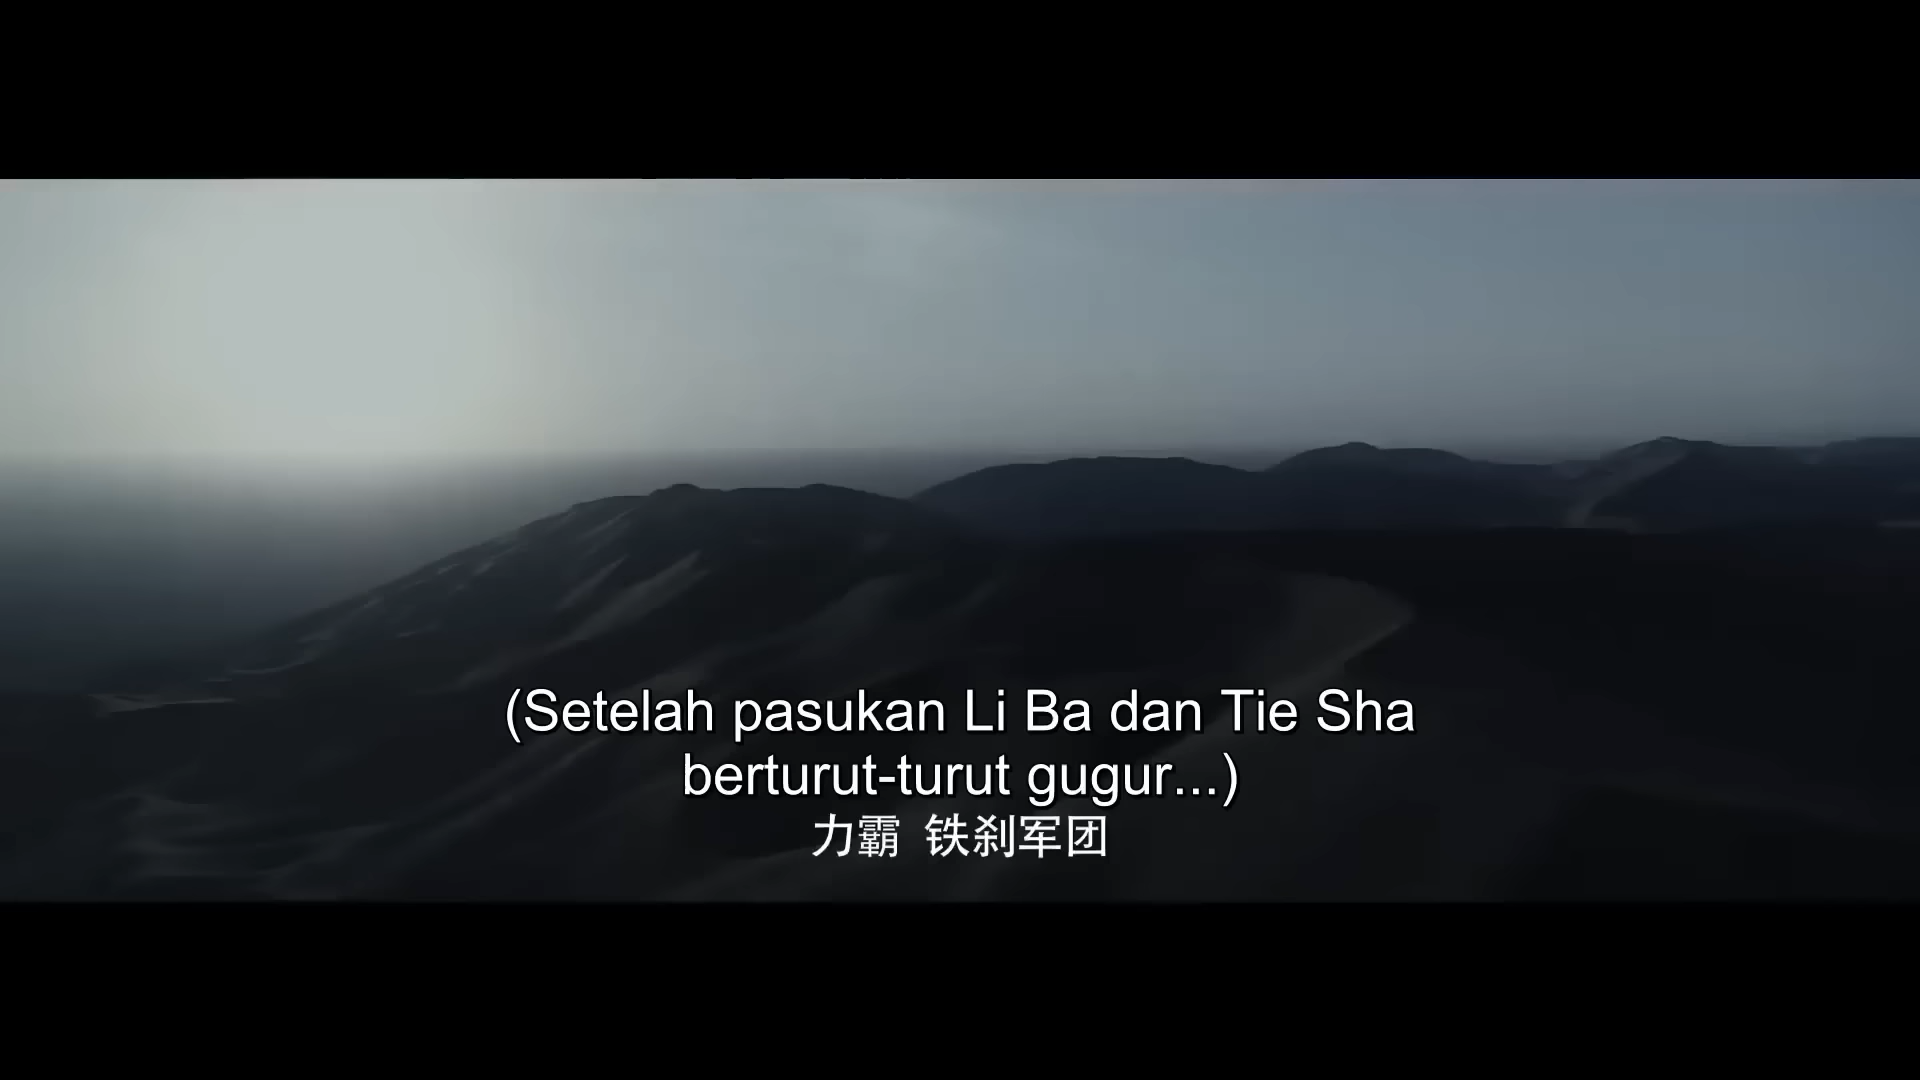 (Setelah pasukan Li Ba dan Tie Sha
berturut-turut gugur...)
力霸 铁刹军团